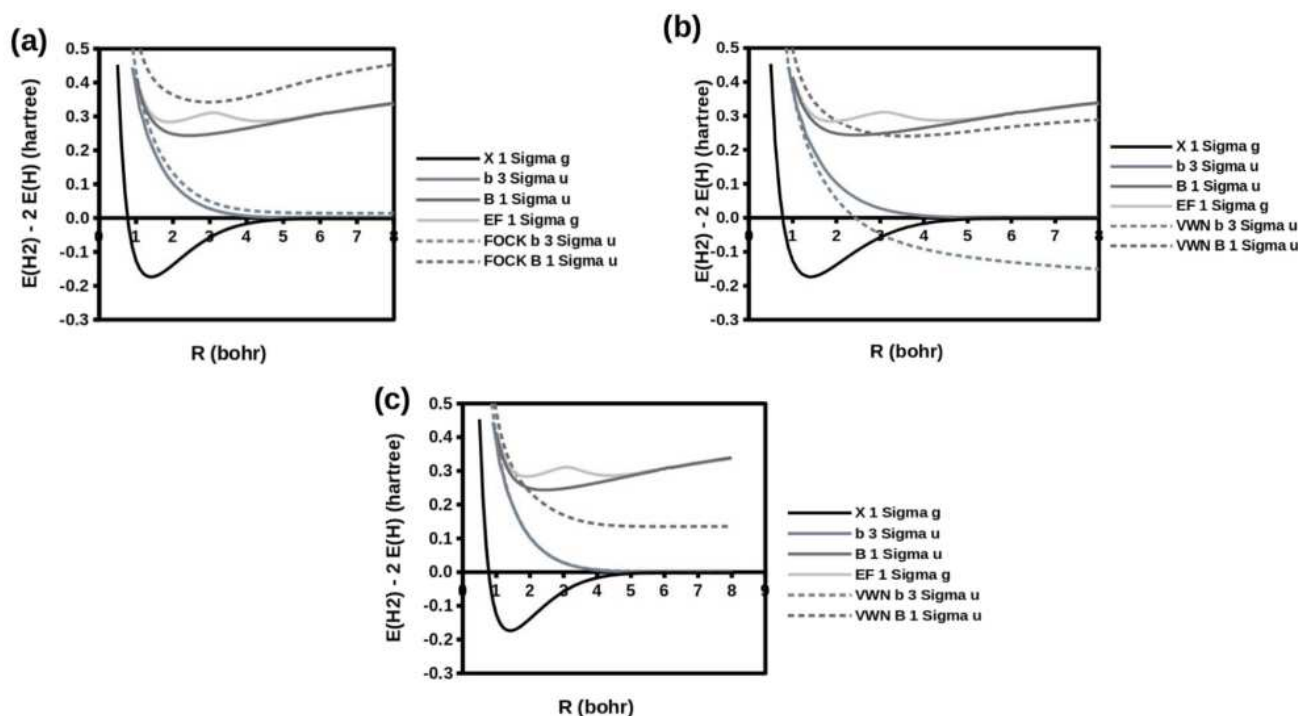 (a)
0.5
0.4
0.3
0.2
0.1
0.0
-0.1
-0.2
-0.3
0 1 2 3 4 5 6 7 8
E(H2) - 2 E(H) (hartree)
R (bohr)
X 1 Sigma g
b 3 Sigma u
B 1 Sigma u
EF 1 Sigma g
FOCK b 3 Sigma u
FOCK B 1 Sigma u
(b)
0.5
0.4
0.3
0.2
0.1
0.0
-0.1
-0.2
-0.3
0 1 2 3 4 5 6 7 8
E(H2) - 2 E(H) (hartree)
R (bohr)
X 1 Sigma g
b 3 Sigma u
B 1 Sigma u
EF 1 Sigma g
VWN b 3 Sigma u
VWN B 1 Sigma u
(c)
0.5
0.4
0.3
0.2
0.1
0.0
-0.1
-0.2
-0.3
0 1 2 3 4 5 6 7 8 9
E(H2) - 2 E(H) (hartree)
R (bohr)
X 1 Sigma g
b 3 Sigma u
B 1 Sigma u
EF 1 Sigma g
VWN b 3 Sigma u
VWN B 1 Sigma u